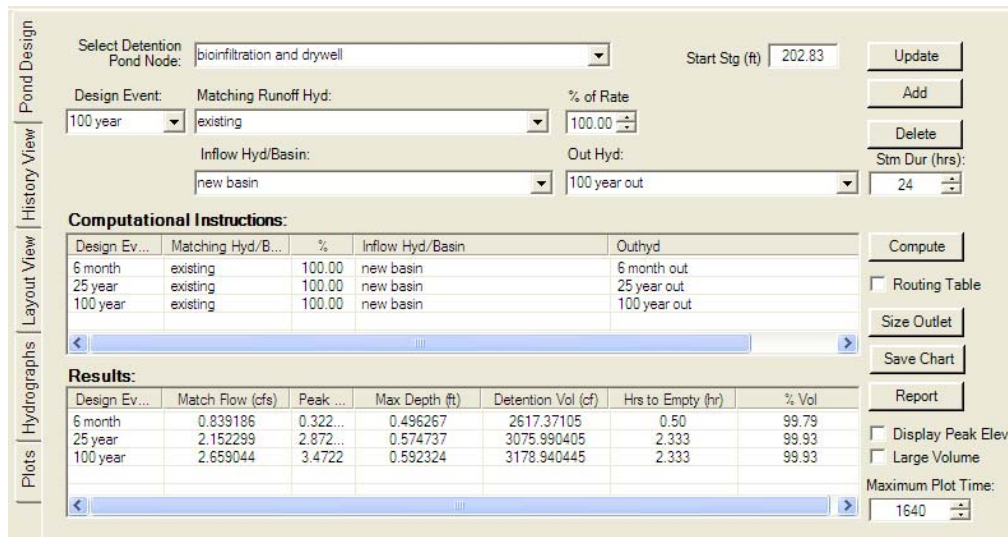 Pond Design
History View
Layout View
Hydrographs
Plots
Select Detention Pond Node: bioinfiltration and drywell Start Stg (ft) 202.83 Update
Design Event: Matching Runoff Hyd: % of Rate Add
100 year existing 100.00
Delete
Inflow Hyd/Basin: Out Hyd: Stm Dur (hrs):
new basin 100 year out 24
Computational Instructions:
Design Ev... Matching Hyd/B... % Inflow Hyd/Basin Outhyd
6 month existing 100.00 new basin 6 month out
25 year existing 100.00 new basin 25 year out
100 year existing 100.00 new basin 100 year out
Compute
Routing Table
Size Outlet
Save Chart
Results:
Design Ev... Match Flow (cfs) Peak ... Max Depth (ft) Detention Vol (cf) Hrs to Empty (hr) % Vol
6 month 0.839186 0.322... 0.496267 2617.37105 0.50 99.79
25 year 2.152299 2.872... 0.574737 3075.990405 2.333 99.93
100 year 2.659044 3.4722 0.592324 3178.940445 2.333 99.93
Report
Display Peak Elev
Large Volume
Maximum Plot Time:
1640